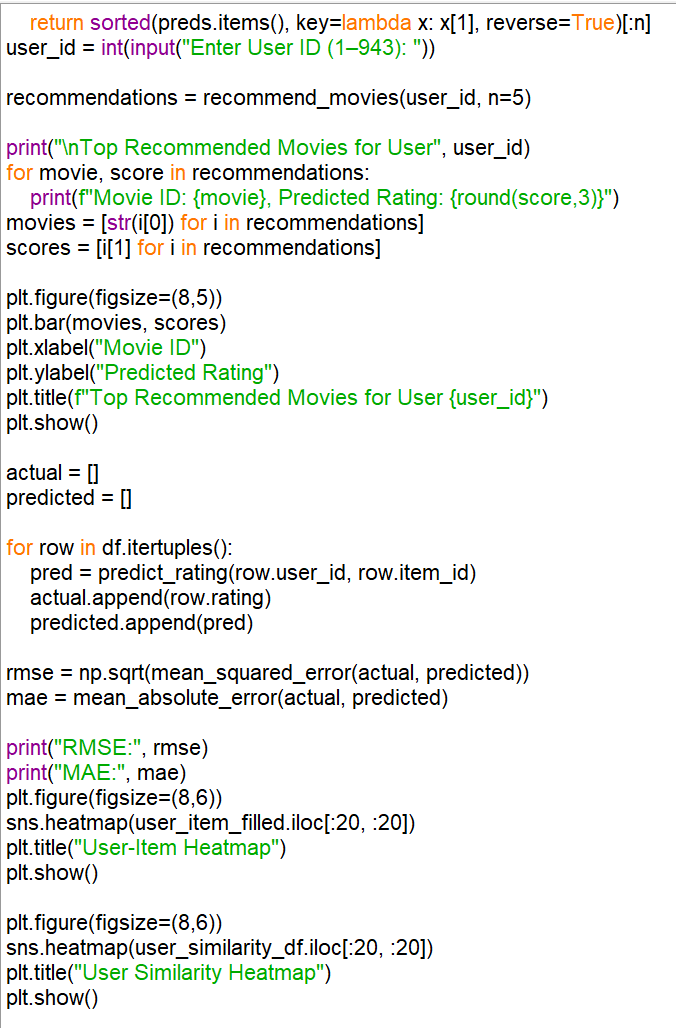 return sorted(preds.items(), key=lambda x: x[1], reverse=True)[:n]
user_id = int(input("Enter User ID (1–943): "))
recommendations = recommend_movies(user_id, n=5)
print("\nTop Recommended Movies for User", user_id)
for movie, score in recommendations:
print(f"Movie ID: {movie}, Predicted Rating: {round(score,3)}")
movies = [str(i[0]) for i in recommendations]
scores = [i[1] for i in recommendations]
plt.figure(figsize=(8,5))
plt.bar(movies, scores)
plt.xlabel("Movie ID")
plt.ylabel("Predicted Rating")
plt.title(f"Top Recommended Movies for User {user_id}")
plt.show()
actual = []
predicted = []
for row in df.itertuples():
pred = predict_rating(row.user_id, row.item_id)
actual.append(row.rating)
predicted.append(pred)
rmse = np.sqrt(mean_squared_error(actual, predicted))
mae = mean_absolute_error(actual, predicted)
print("RMSE:", rmse)
print("MAE:", mae)
plt.figure(figsize=(8,6))
sns.heatmap(user_item_filled.iloc[:20, :20])
plt.title("User-Item Heatmap")
plt.show()
plt.figure(figsize=(8,6))
sns.heatmap(user_similarity_df.iloc[:20, :20])
plt.title("User Similarity Heatmap")
plt.show()